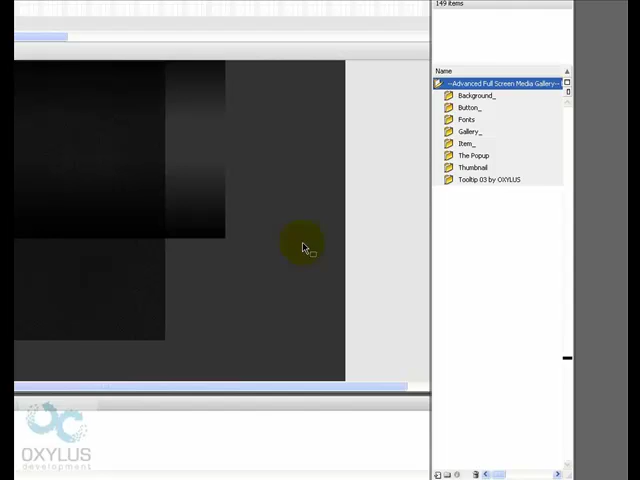 149 items
Name
--Advanced Full Screen Media Gallery--
Background_
Button_
Fonts
Gallery_
Item_
The Popup
Thumbnail
Tooltip 03 by OXYLUS
OXYLUS
development